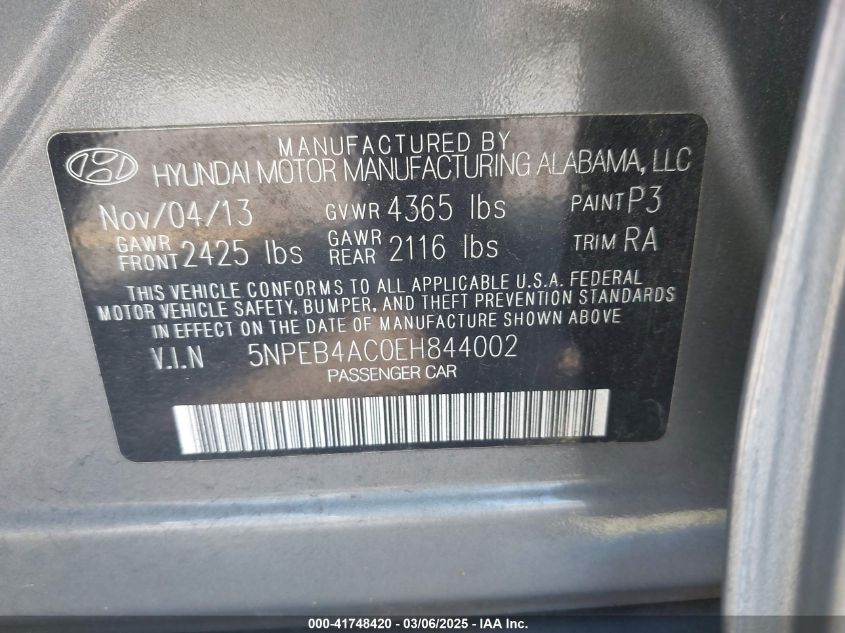 MANUFACTURED BY
HYUNDAI MOTOR MANUFACTURING ALABAMA, LLC
Nov/04/13 GVWR 4365 lbs PAINT P3
GAWR FRONT 2425 lbs GAWR REAR 2116 lbs TRIM RA
THIS VEHICLE CONFORMS TO ALL APPLICABLE U.S.A. FEDERAL
MOTOR VEHICLE SAFETY, BUMPER, AND THEFT PREVENTION STANDARDS
IN EFFECT ON THE DATE OF MANUFACTURE SHOWN ABOVE
V.I.N 5NPEB4AC0EH844002
PASSENGER CAR
000-41748420 - 03/06/2025 - IAA Inc.